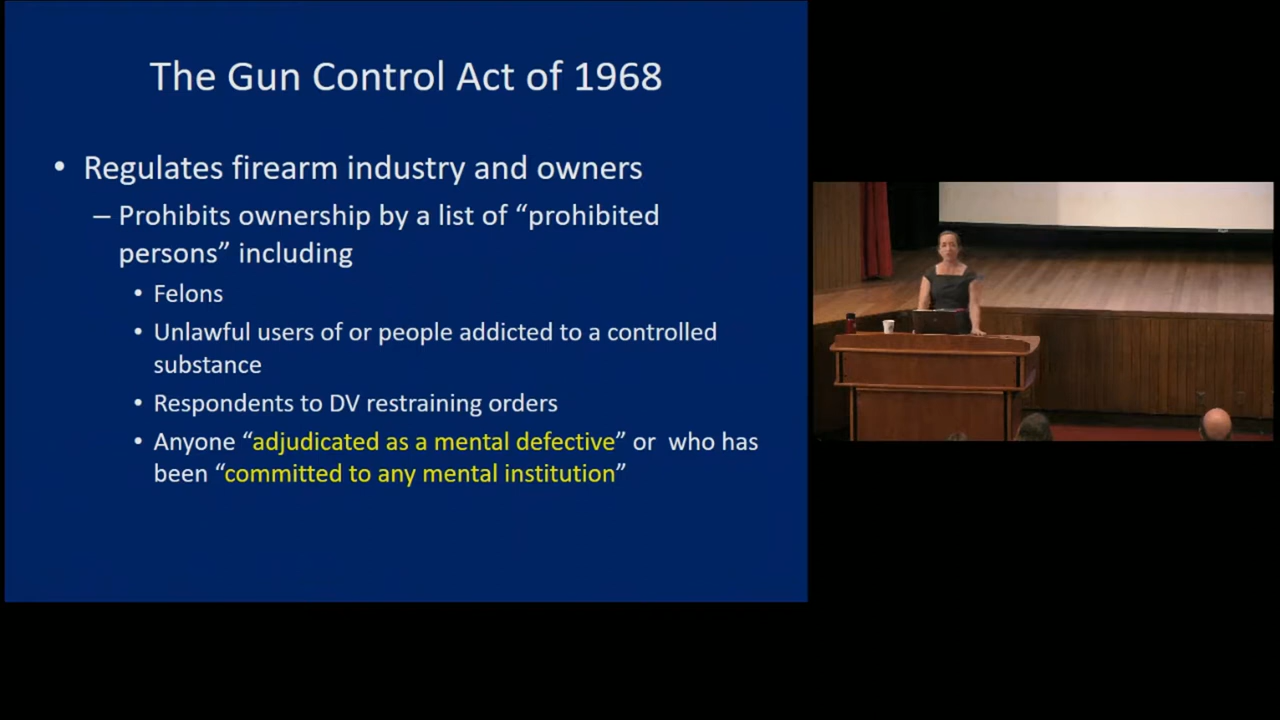 The Gun Control Act of 1968
• Regulates firearm industry and owners
– Prohibits ownership by a list of “prohibited
persons” including
• Felons
• Unlawful users of or people addicted to a controlled
substance
• Respondents to DV restraining orders
• Anyone “adjudicated as a mental defective” or who has
been “committed to any mental institution”